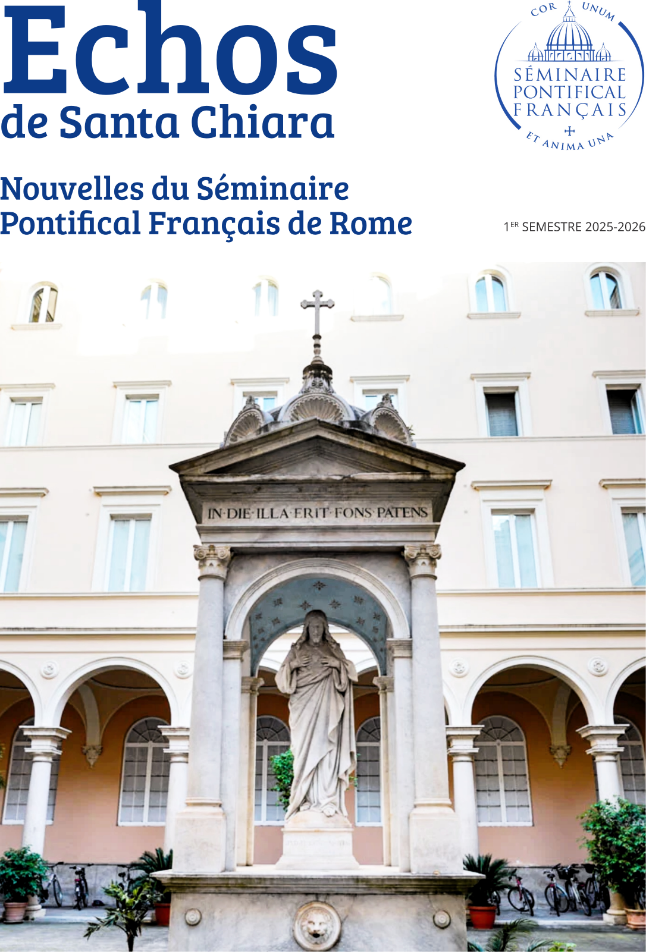 Echos
de Santa Chiara
COR UNUM
SÉMINAIRE
PONTIFICAL
FRANÇAIS
ET ANIMA UNA
Nouvelles du Séminaire
Pontifical Français de Rome
1ER SEMESTRE 2025-2026
IN·DIE·ILLA·ERIT·FONS PATENS